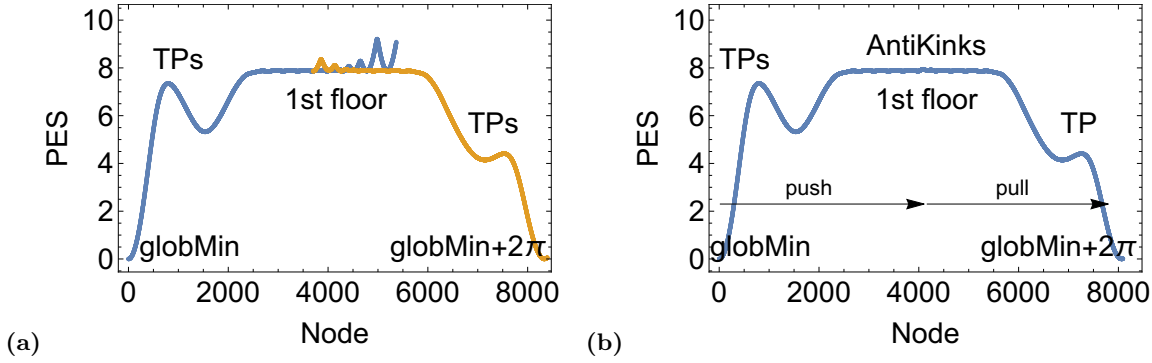 10
8
6
4
2
0
PES
TPs
1st floor
TPs
globMin
globMin+2π
0 2000 4000 6000 8000
Node
(a)
10
8
6
4
2
0
PES
TPs
AntiKinks
1st floor
TP
push
pull
globMin
globMin+2π
0 2000 4000 6000 8000
Node
(b)